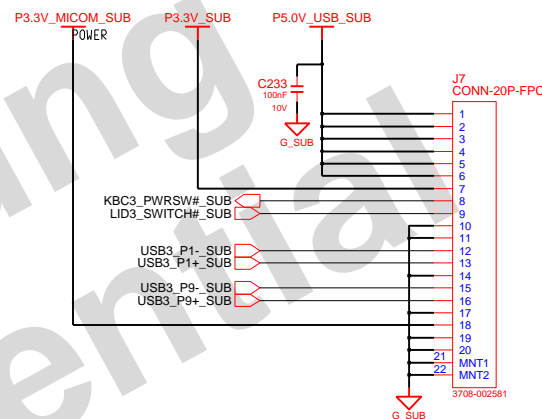 P3.3V_MICOM_SUB
P3.3V_SUB
P5.0V_USB_SUB
POWER
C233
100nF
10V
G_SUB
J7
CONN-20P-FPC
1
2
3
4
5
6
7
KBC3_PWRSW#_SUB
8
LID3_SWITCH#_SUB
9
10
11
USB3_P1-_SUB
12
USB3_P1+_SUB
13
14
USB3_P9-_SUB
15
USB3_P9+_SUB
16
17
18
19
20
21
MNT1
22
MNT2
3708-002581
G_SUB